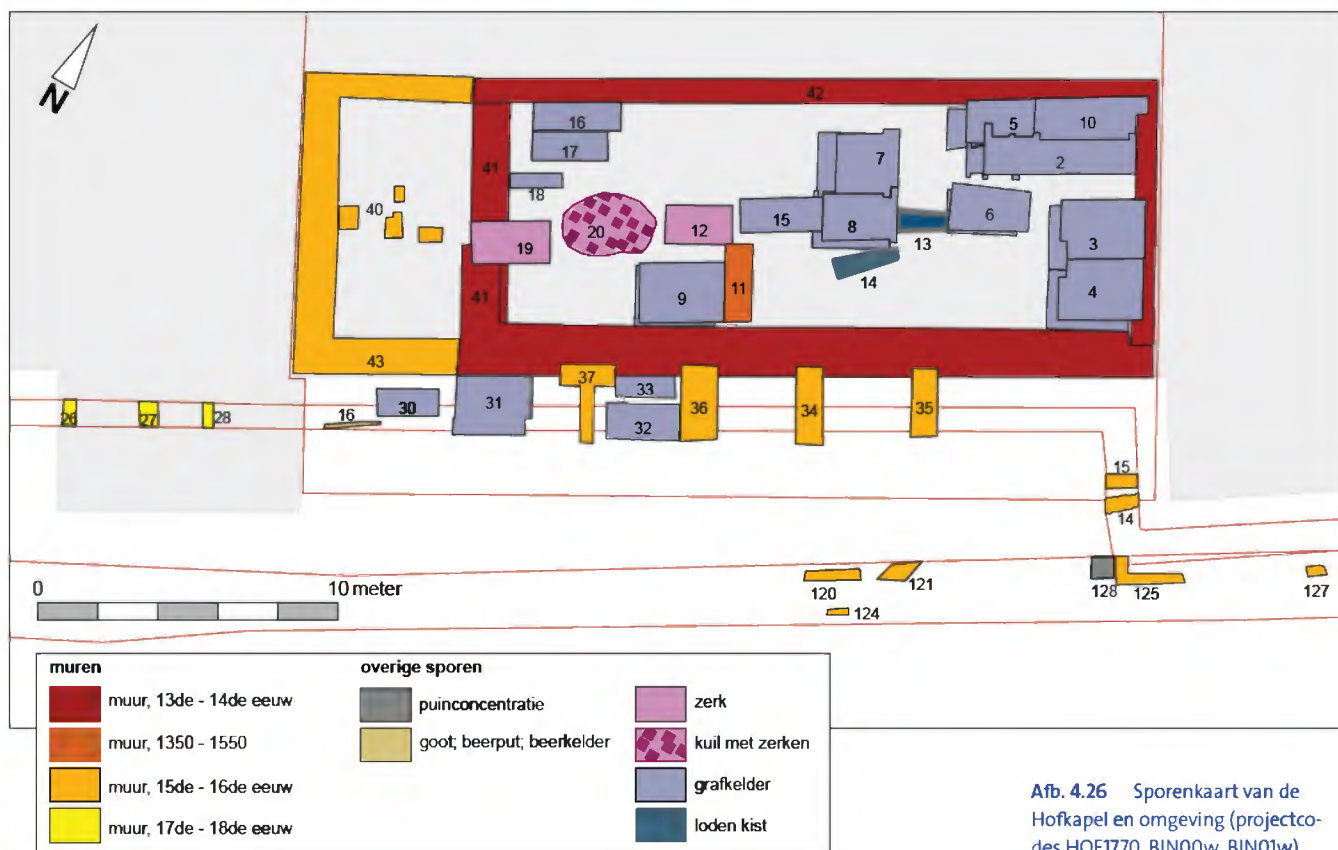 N
42
16
17
41
18
40
19
20
12
7
15
8
13
14
6
5
10
2
3
4
9
11
41
43
37
33
36
34
35
26
27
28
16
30
31
32
15
14
120
121
124
128
125
127
0 10 meter
muren
muur, 13de - 14de eeuw
muur, 1350 - 1550
muur, 15de - 16de eeuw
muur, 17de - 18de eeuw
overige sporen
puinconcentratie
goot; beerput; beerkelder
zerk
kuil met zerken
grafkelder
loden kist
Afb. 4.26 Sporenkaart van de
Hofkapel en omgeving (projectco-
des HOF1770, BIN00w, BIN01w)